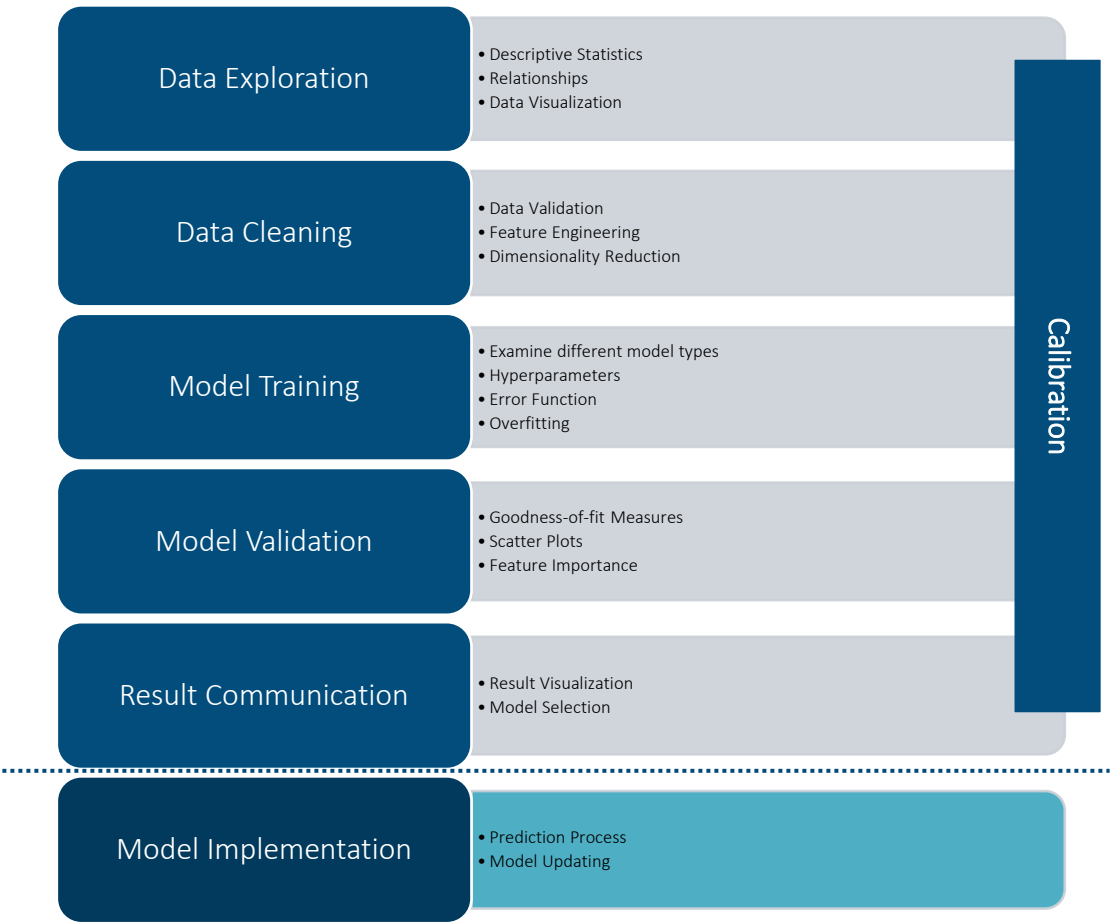 Data Exploration
• Descriptive Statistics
• Relationships
• Data Visualization
Data Cleaning
• Data Validation
• Feature Engineering
• Dimensionality Reduction
Model Training
• Examine different model types
• Hyperparameters
• Error Function
• Overfitting
Model Validation
• Goodness-of-fit Measures
• Scatter Plots
• Feature Importance
Result Communication
• Result Visualization
• Model Selection
Calibration
Model Implementation
• Prediction Process
• Model Updating